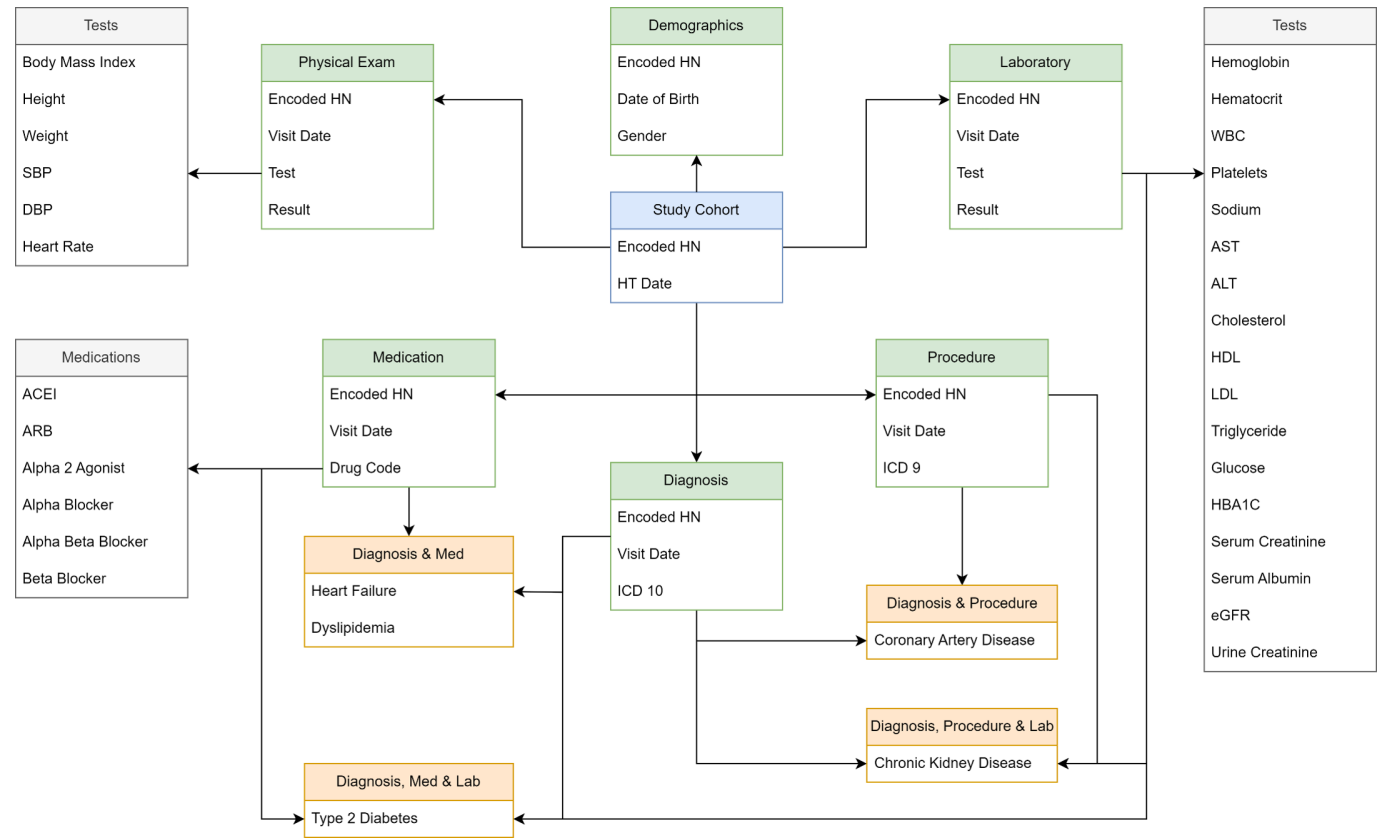 Tests
Body Mass Index
Height
Weight
SBP
DBP
Heart Rate
Physical Exam
Encoded HN
Visit Date
Test
Result
Demographics
Encoded HN
Date of Birth
Gender
Study Cohort
Encoded HN
HT Date
Laboratory
Encoded HN
Visit Date
Test
Result
Tests
Hemoglobin
Hematocrit
WBC
Platelets
Sodium
AST
ALT
Cholesterol
HDL
LDL
Triglyceride
Glucose
HBA1C
Serum Creatinine
Serum Albumin
eGFR
Urine Creatinine
Medications
ACEI
ARB
Alpha 2 Agonist
Alpha Blocker
Alpha Beta Blocker
Beta Blocker
Medication
Encoded HN
Visit Date
Drug Code
Diagnosis
Encoded HN
Visit Date
ICD 10
Procedure
Encoded HN
Visit Date
ICD 9
Diagnosis & Med
Heart Failure
Dyslipidemia
Diagnosis & Procedure
Coronary Artery Disease
Diagnosis, Procedure & Lab
Chronic Kidney Disease
Diagnosis, Med & Lab
Type 2 Diabetes